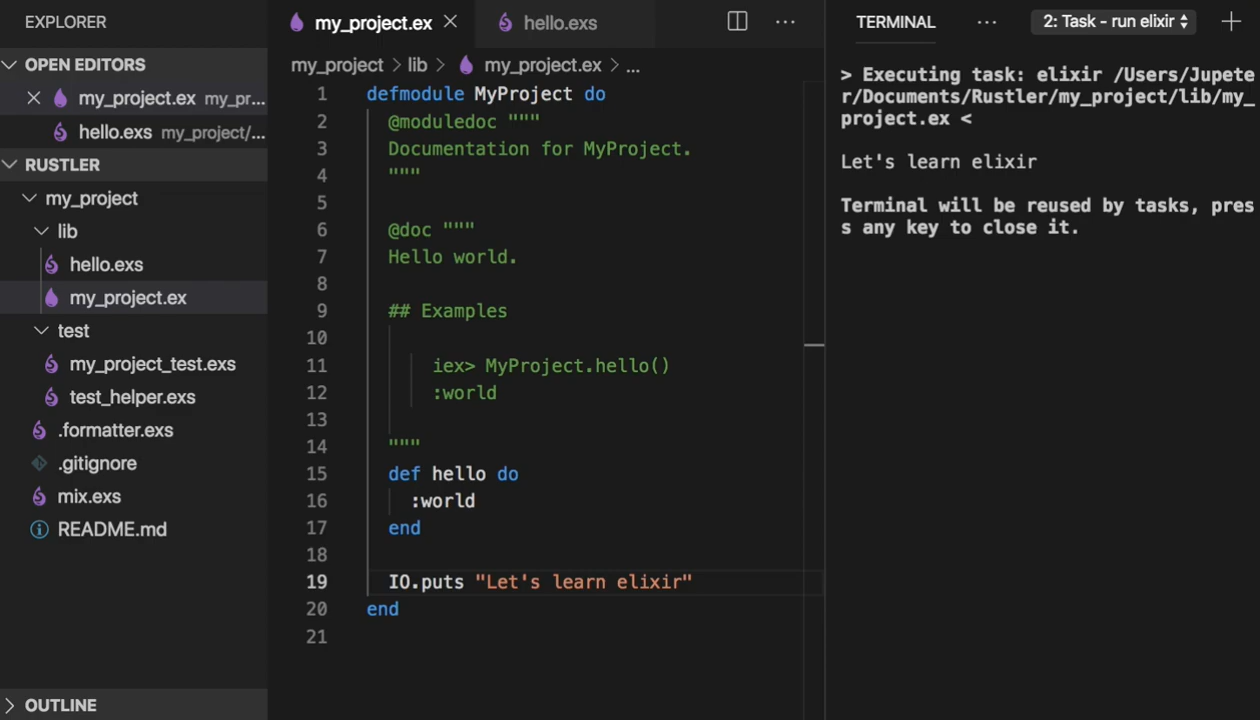 EXPLORER
OPEN EDITORS
my_project.ex my_pr...
hello.exs my_project/...
RUSTLER
my_project
lib
hello.exs
my_project.ex
test
my_project_test.exs
test_helper.exs
.formatter.exs
.gitignore
mix.exs
README.md
OUTLINE
my_project.ex
hello.exs
my_project > lib > my_project.ex > ...
1 defmodule MyProject do
2 @moduledoc """
3 Documentation for MyProject.
4 """
5
6 @doc """
7 Hello world.
8
9 ## Examples
10
11 iex> MyProject.hello()
12 :world
13
14 """
15 def hello do
16 :world
17 end
18
19 IO.puts "Let's learn elixir"
20 end
21
TERMINAL ... 2: Task - run elixir
> Executing task: elixir /Users/Jupete
r/Documents/Rustler/my_project/lib/my_
project.ex <
Let's learn elixir
Terminal will be reused by tasks, pres
s any key to close it.